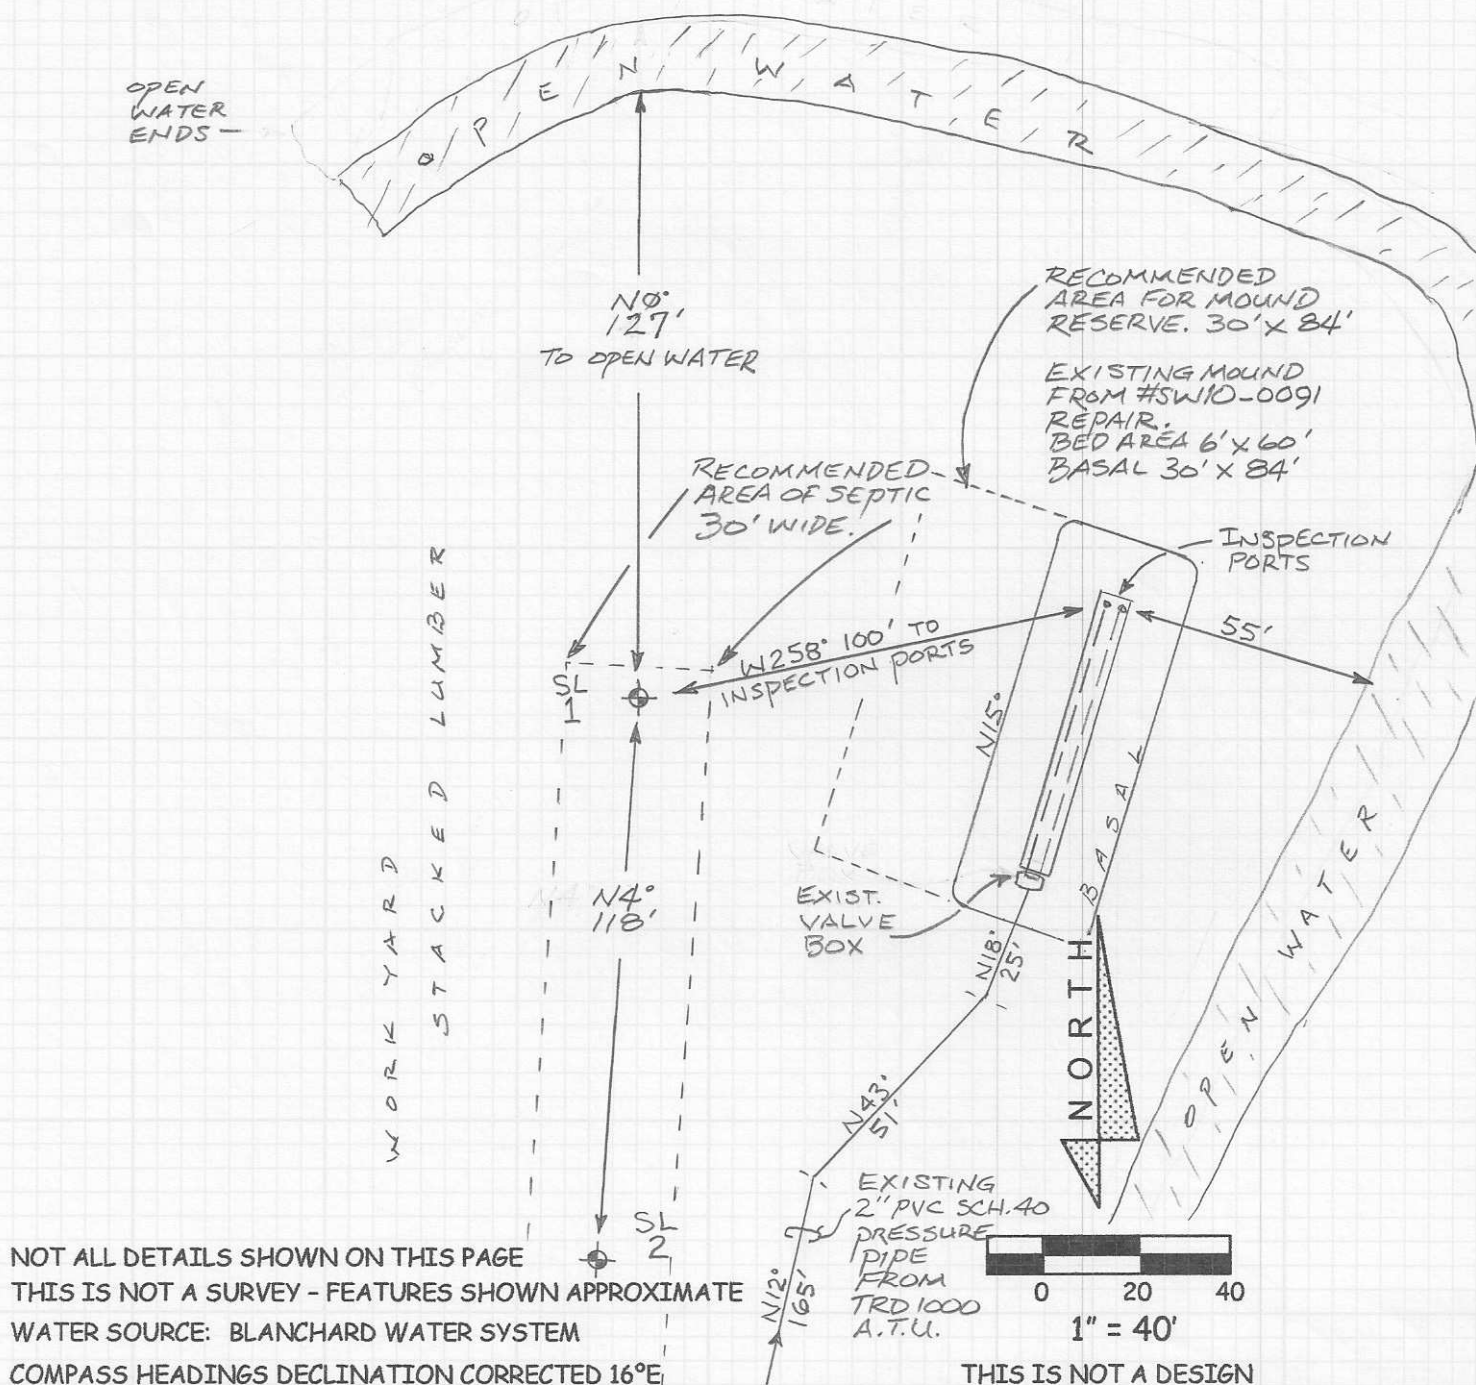 OPEN
WATER
ENDS
OPEN WATER
NØ°
127'
TO OPEN WATER
RECOMMENDED
AREA FOR MOUND
RESERVE. 30' X 84'
EXISTING MOUND
FROM #SW10-0091
REPAIR.
BED AREA 6' X 60'
BASAL 30' X 84'
RECOMMENDED
AREA OF SEPTIC
30' WIDE.
INSPECTION
PORTS
55'
W258° 100' TO
INSPECTION PORTS
SL
1
N15°
BASAL
STACKED LUMBER
WORK YARD
N4°
118'
EXIST.
VALVE
BOX
N18°
25'
NORTH
OPEN WATER
N43°
51'
EXISTING
2" PVC SCH.40
PRESSURE
PIPE
FROM
TRD 1000
A.T.U.
N12°
165'
SL
2
NOT ALL DETAILS SHOWN ON THIS PAGE
THIS IS NOT A SURVEY - FEATURES SHOWN APPROXIMATE
WATER SOURCE: BLANCHARD WATER SYSTEM
COMPASS HEADINGS DECLINATION CORRECTED 16°E
0 20 40
1" = 40'
THIS IS NOT A DESIGN